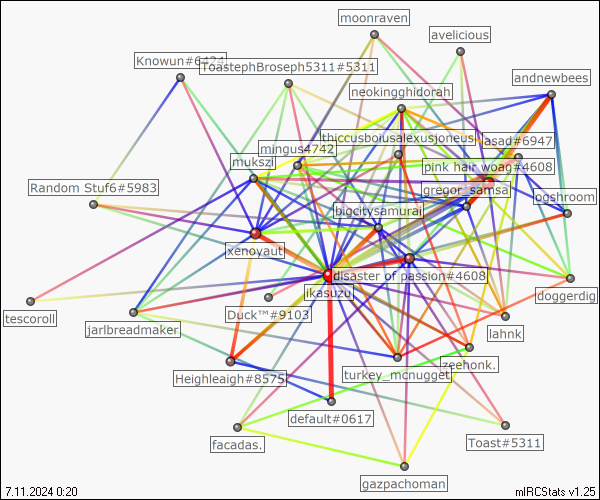 moonraven
avelicious
Knowun#6424
ToastephBroseph5311#5311
andnewbees
neokingghidorah
thiccusboiusalexusjoneusi
asad#6947
mingus4742
mukszi
pink hair woag#4608
Random Stuf6#5983
gregor_samsa
ogshroom
bigcitysamurai
xenoyaut
disaster of passion#4608
ikasuzu
doggerdig
tescoroll
Duck™#9103
jarlbreadmaker.
lahnk
zeehonk.
Heighleaigh#8575
turkey_mcnugget
default#0617
facadas.
Toast#5311
gazpachoman
7.11.2024 0:20
mIRCStats v1.25